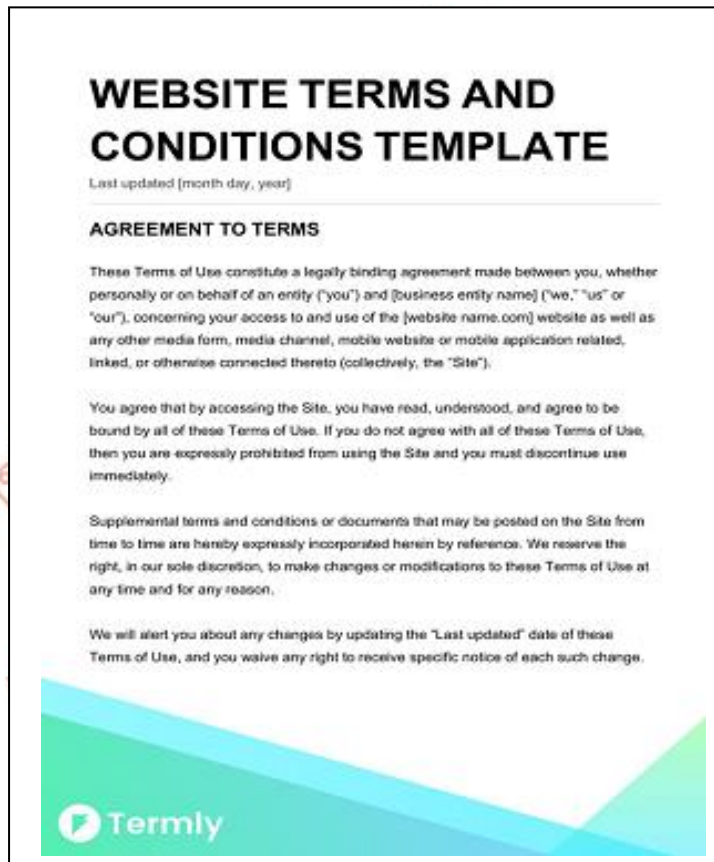 WEBSITE TERMS AND
CONDITIONS TEMPLATE
Last updated [month day, year]
AGREEMENT TO TERMS
These Terms of Use constitute a legally binding agreement made between you, whether
personally or on behalf of an entity ("you") and [business entity name] ("we," "us" or
"our"), concerning your access to and use of the [website name.com] website as well as
any other media form, media channel, mobile website or mobile application related,
linked, or otherwise connected thereto (collectively, the "Site").
You agree that by accessing the Site, you have read, understood, and agree to be
bound by all of these Terms of Use. If you do not agree with all of these Terms of Use,
then you are expressly prohibited from using the Site and you must discontinue use
immediately.
Supplemental terms and conditions or documents that may be posted on the Site from
time to time are hereby expressly incorporated herein by reference. We reserve the
right, in our sole discretion, to make changes or modifications to these Terms of Use at
any time and for any reason.
We will alert you about any changes by updating the "Last updated" date of these
Terms of Use, and you waive any right to receive specific notice of each such change.
Termly